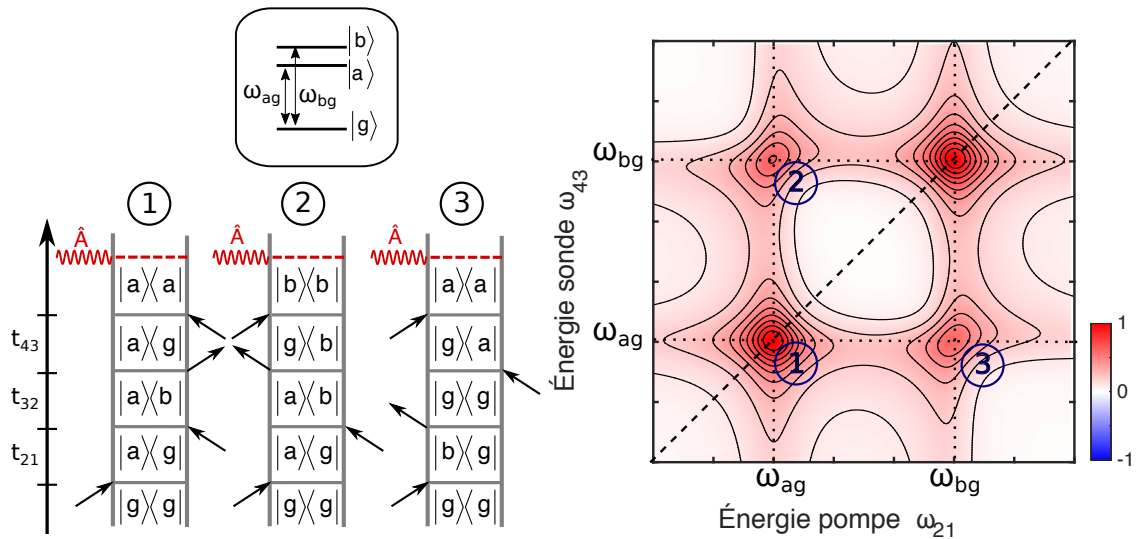 |b⟩
|a⟩
ω_ag
ω_bg
|g⟩
1 2 3
Â Â Â
|a⟩⟨a| |b⟩⟨b| |a⟩⟨a|
t_43 |a⟩⟨g| |g⟩⟨b| |g⟩⟨a|
t_32 |a⟩⟨b| |a⟩⟨b| |g⟩⟨g|
t_21 |a⟩⟨g| |a⟩⟨g| |b⟩⟨g|
|g⟩⟨g| |g⟩⟨g| |g⟩⟨g|
Énergie sonde ω_43
ω_bg
ω_ag
2
1
3
ω_ag ω_bg
Énergie pompe ω_21
1
0
-1